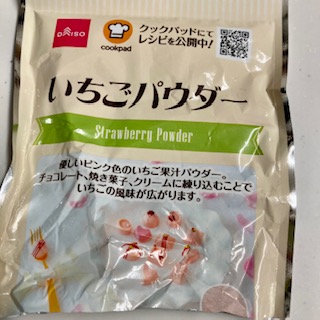 DAISO
cookpad
クックパッドにて
レシピを公開中!
いちごパウダー
Strawberry Powder
優しいピンク色のいちご果汁パウダー。
チョコレート、焼き菓子、クリームに練り込むことで
いちごの風味が広がります。